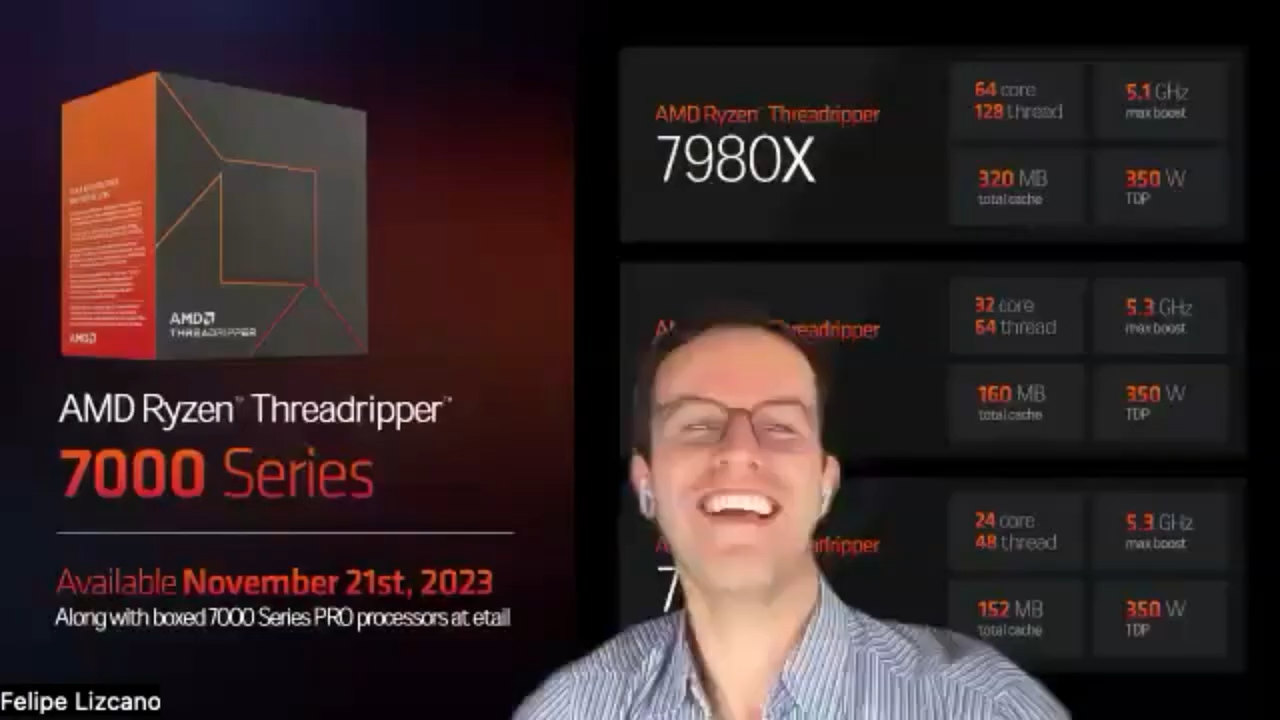 AMD
AMD
THREADRIPPER
AMD Ryzen™ Threadripper™
7000 Series
Available November 21st, 2023
Along with boxed 7000 Series PRO processors at etail
AMD Ryzen™ Threadripper
7980X
64 core
128 thread
5.1 GHz
max boost
320 MB
total cache
350 W
TDP
32 core
64 thread
5.3 GHz
max boost
160 MB
total cache
350 W
TDP
24 core
48 thread
5.3 GHz
max boost
152 MB
total cache
350 W
TDP
Felipe Lizcano